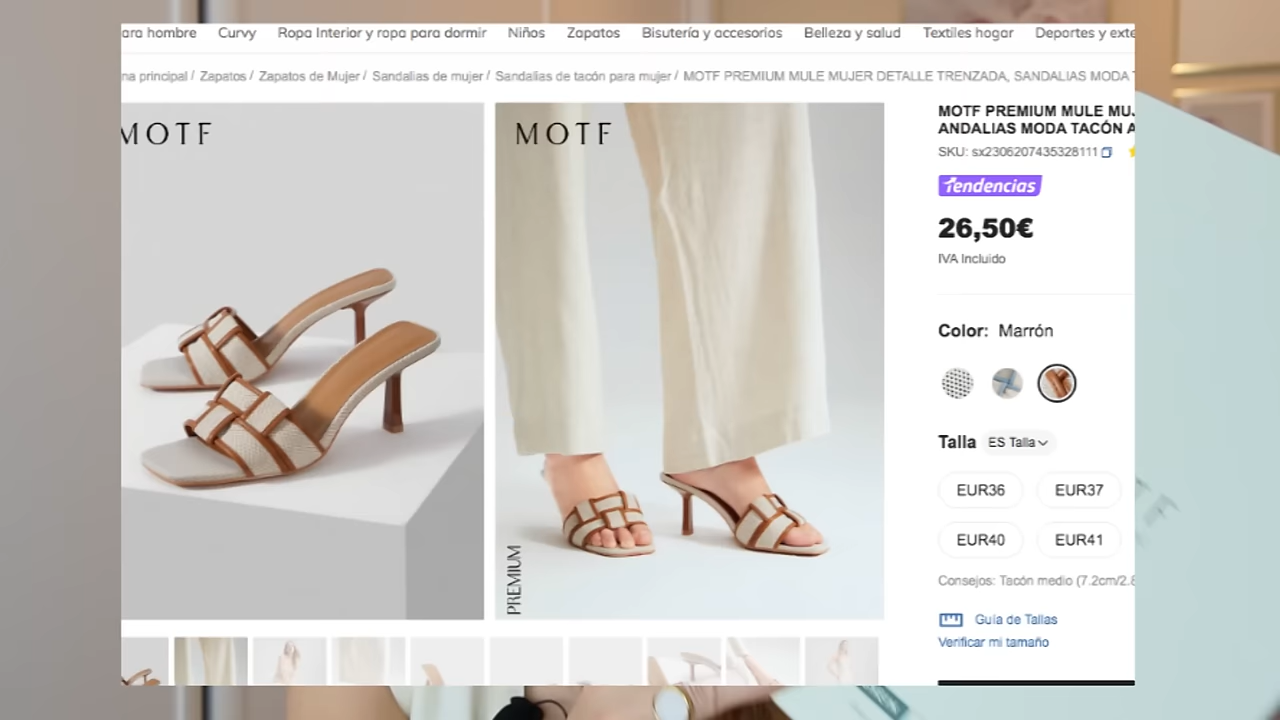 ara hombre Curvy Ropa Interior y ropa para dormir Niños Zapatos Bisutería y accesorios Belleza y salud Textiles hogar Deportes y exte
na principal / Zapatos / Zapatos de Mujer / Sandalias de mujer / Sandalias de tacón para mujer / MOTF PREMIUM MULE MUJER DETALLE TRENZADA, SANDALIAS MODA T
MOTF
MOTF
PREMIUM
MOTF PREMIUM MULE MUJ
ANDALIAS MODA TACÓN A
SKU: sx2306207435328111
Tendencias
26,50€
IVA Incluido
Color: Marrón
Talla ES Talla
EUR36 EUR37
EUR40 EUR41
Consejos: Tacón medio (7.2cm/2.8
Guía de Tallas
Verificar mi tamaño